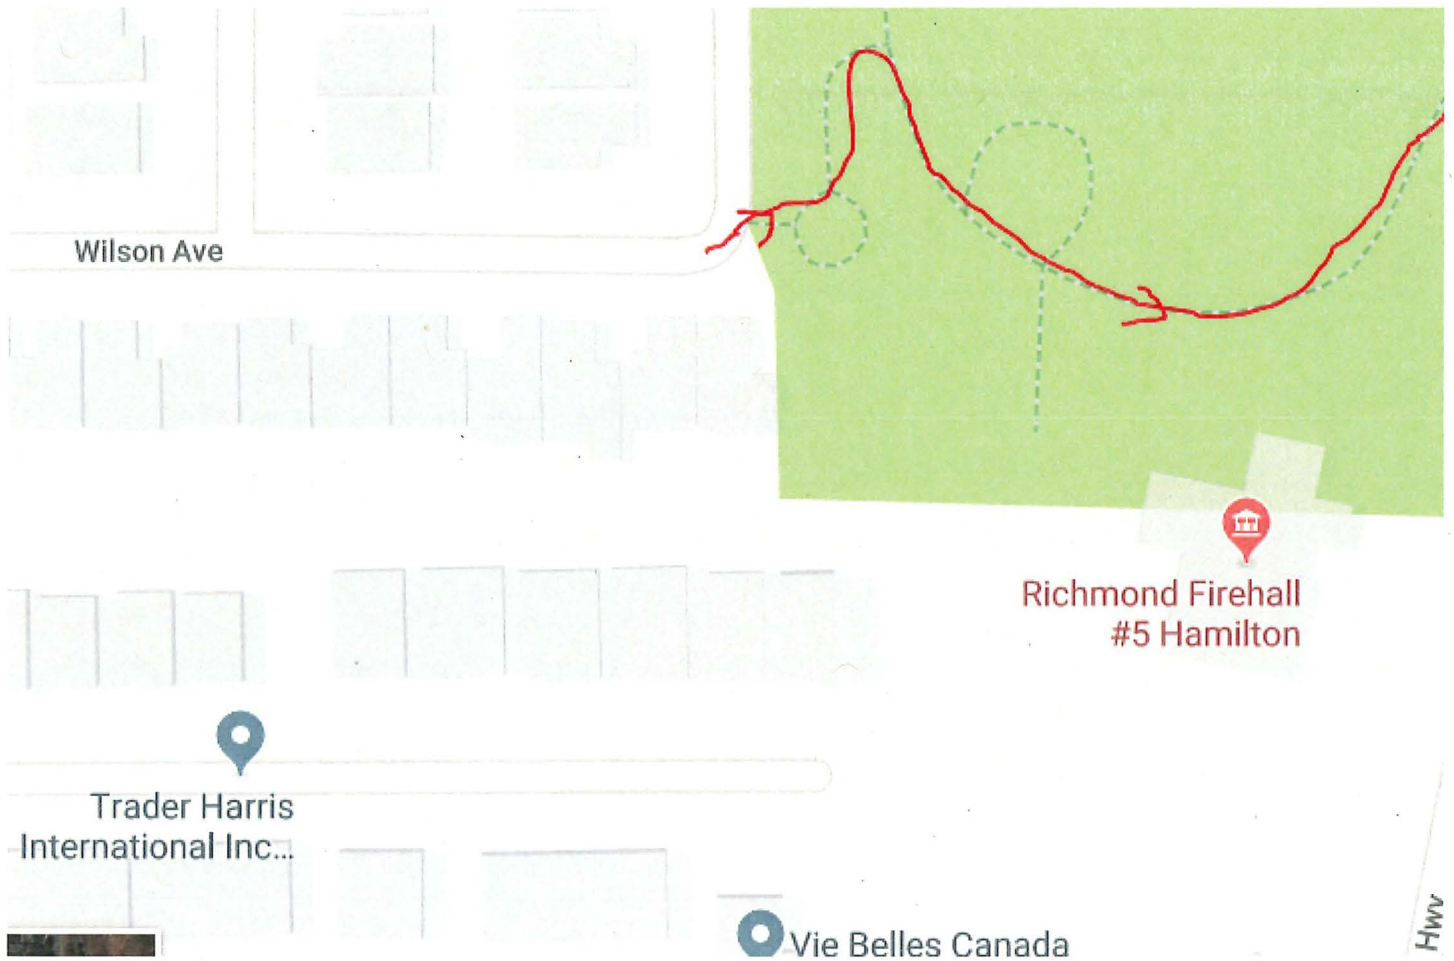 Wilson Ave
Richmond Firehall
#5 Hamilton
Trader Harris
International Inc...
Vie Belles Canada
Hwy